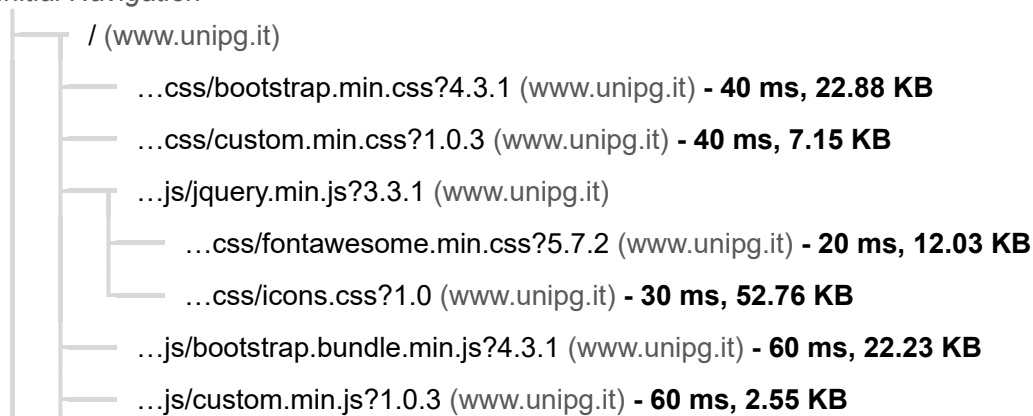 / (www.unipg.it)
…css/bootstrap.min.css?4.3.1 (www.unipg.it) - 40 ms, 22.88 KB
…css/custom.min.css?1.0.3 (www.unipg.it) - 40 ms, 7.15 KB
…js/jquery.min.js?3.3.1 (www.unipg.it)
…css/fontawesome.min.css?5.7.2 (www.unipg.it) - 20 ms, 12.03 KB
…css/icons.css?1.0 (www.unipg.it) - 30 ms, 52.76 KB
…js/bootstrap.bundle.min.js?4.3.1 (www.unipg.it) - 60 ms, 22.23 KB
…js/custom.min.js?1.0.3 (www.unipg.it) - 60 ms, 2.55 KB